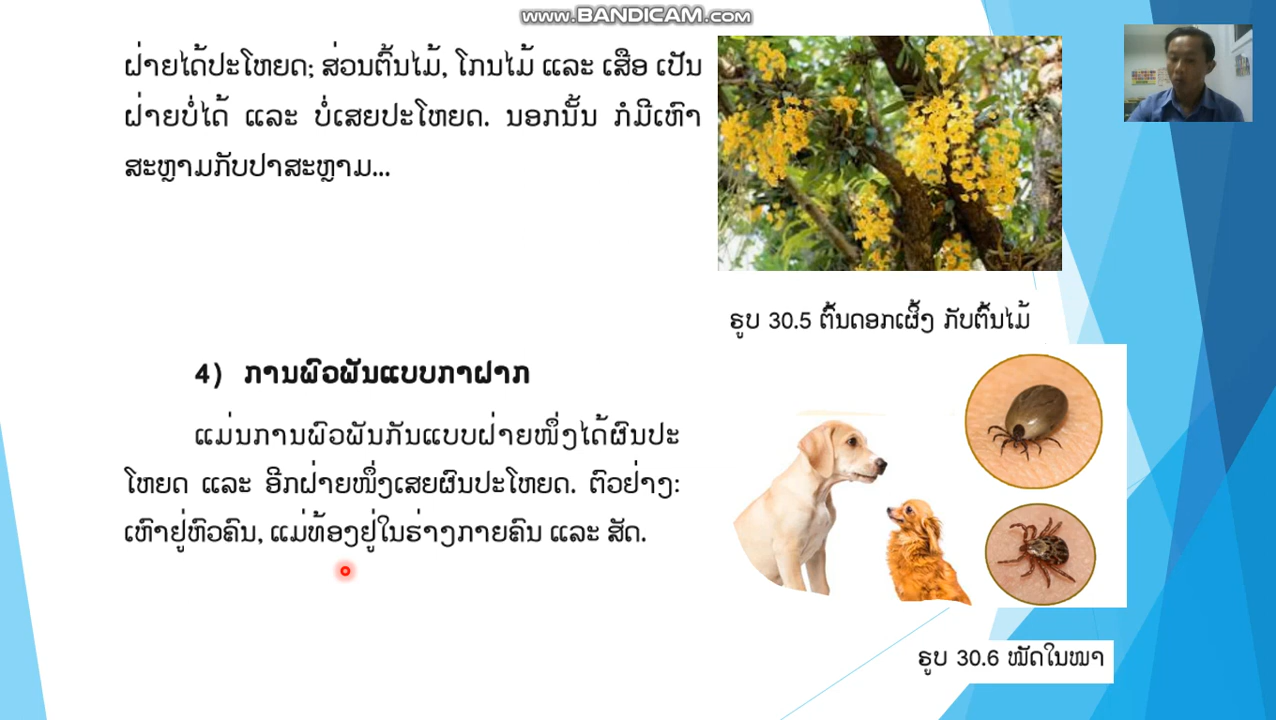 www.BANDICAM.com
ຝ່າຍໄດ້ປະໂຫຍດ; ສ່ວນຕົ້ນໄມ້, ໂກນໄມ້ ແລະ ເສືອ ເປັນ
ຝ່າຍບໍ່ໄດ້ ແລະ ບໍ່ເສຍປະໂຫຍດ. ນອກນັ້ນ ກໍມີເຫົາ
ສະຫຼາມກັບປາສະຫຼາມ...
ຮູບ 30.5 ຕົ້ນດອກເຜິ້ງ ກັບຕົ້ນໄມ້
4) ການພົວພັນແບບກາຝາກ
ແມ່ນການພົວພັນກັນແບບຝ່າຍໜຶ່ງໄດ້ຜົນປະ
ໂຫຍດ ແລະ ອີກຝ່າຍໜຶ່ງເສຍຜົນປະໂຫຍດ. ຕົວຢ່າງ:
ເຫົາຢູ່ຫົວຄົນ, ແມ່ທ້ອງຢູ່ໃນຮ່າງກາຍຄົນ ແລະ ສັດ.
ຮູບ 30.6 ໝັດໃນໝາ